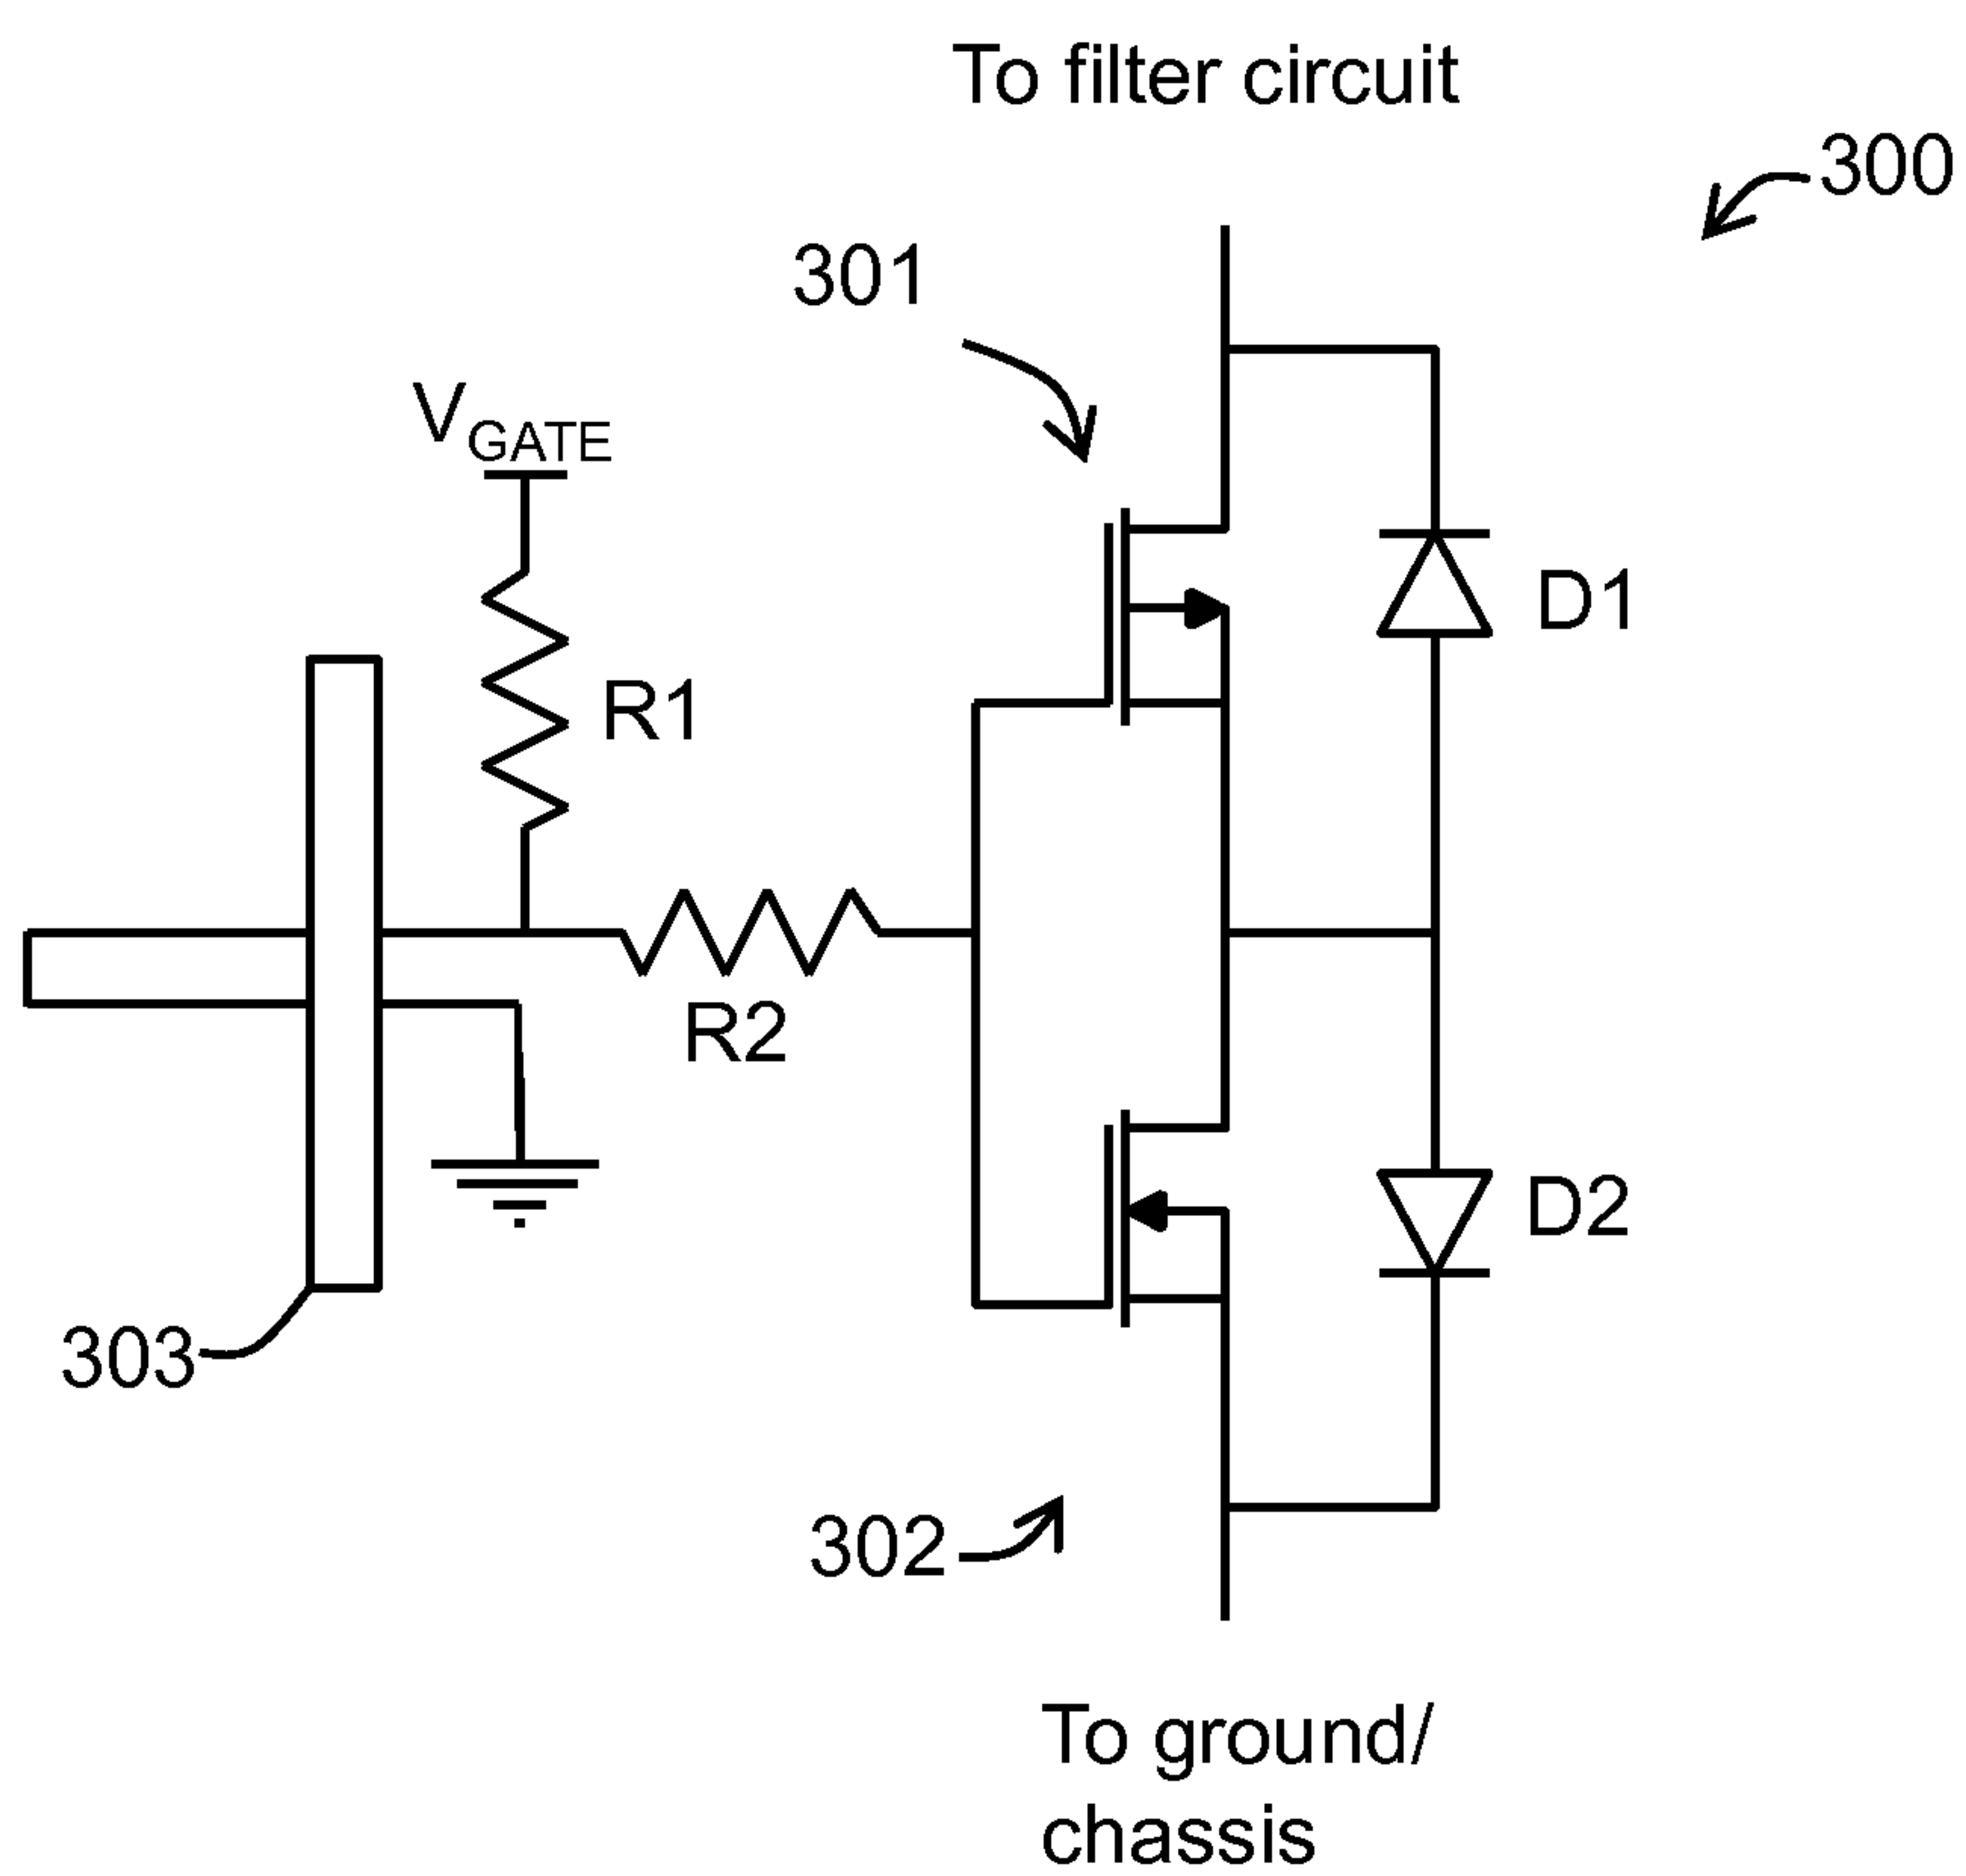 To filter circuit
300
301
VGATE
R1
D1
R2
D2
303
302
To ground/
chassis